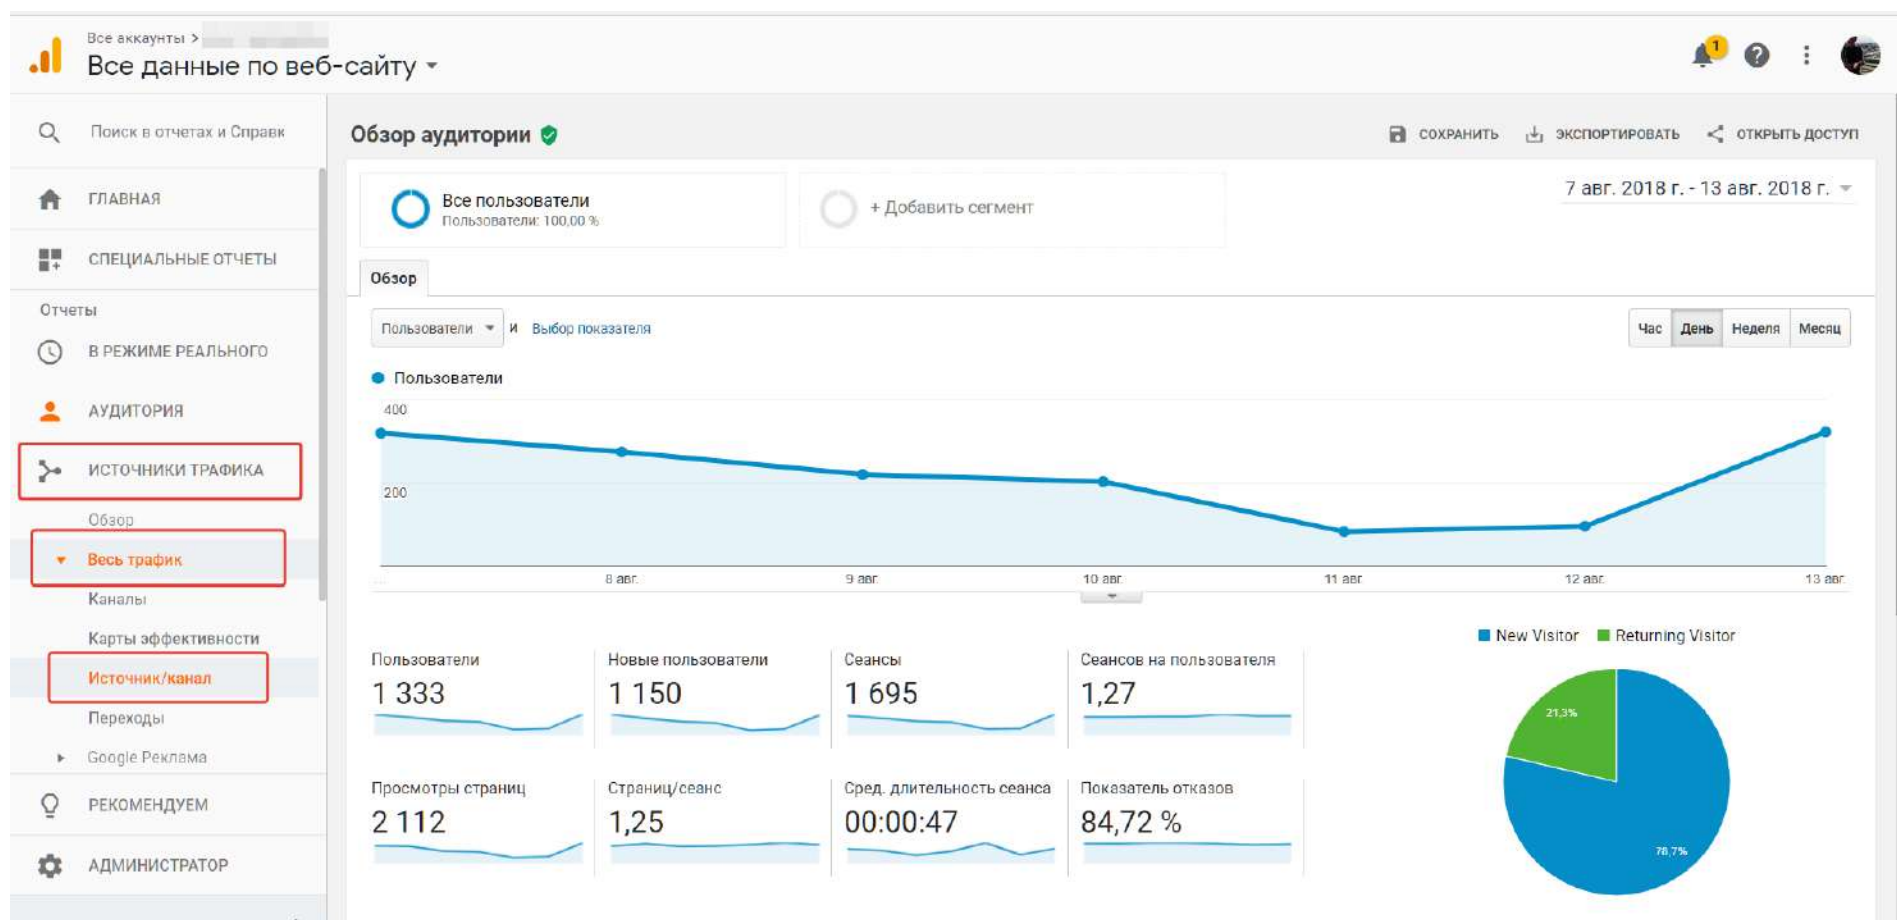 Все аккаунты >
Все данные по веб-сайту
1
Поиск в отчетах и Справк
ГЛАВНАЯ
СПЕЦИАЛЬНЫЕ ОТЧЕТЫ
Отчеты
В РЕЖИМЕ РЕАЛЬНОГО
АУДИТОРИЯ
ИСТОЧНИКИ ТРАФИКА
Обзор
Весь трафик
Каналы
Карты эффективности
Источник/канал
Переходы
Google Реклама
РЕКОМЕНДУЕМ
АДМИНИСТРАТОР
Обзор аудитории
СОХРАНИТЬ
ЭКСПОРТИРОВАТЬ
ОТКРЫТЬ ДОСТУП
Все пользователи
Пользователи: 100,00 %
+ Добавить сегмент
7 авг. 2018 г. - 13 авг. 2018 г.
Обзор
Пользователи и Выбор показателя
Час День Неделя Месяц
Пользователи
400
200
... 8 авг. 9 авг. 10 авг. 11 авг. 12 авг. 13 авг.
New Visitor Returning Visitor
Пользователи
1 333
Новые пользователи
1 150
Сеансы
1 695
Сеансов на пользователя
1,27
Просмотры страниц
2 112
Страниц/сеанс
1,25
Сред. длительность сеанса
00:00:47
Показатель отказов
84,72 %
21,3%
78,7%